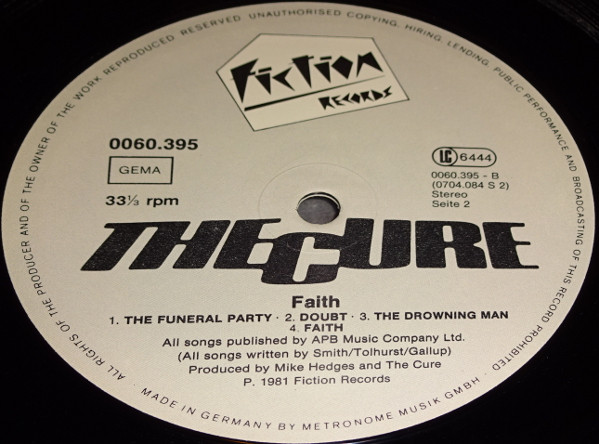 ALL RIGHTS OF THE PRODUCER AND OF THE OWNER OF THE WORK REPRODUCED RESERVED UNAUTHORISED COPYING, HIRING, LENDING, PUBLIC PERFORMANCE AND BROADCASTING OF THIS RECORD PROHIBITED
Fiction
RECORDS
0060.395
GEMA
33⅓ rpm
LC 6444
0060.395 - B
(0704.084 S 2)
Stereo
Seite 2
THE CURE
Faith
1. THE FUNERAL PARTY · 2. DOUBT · 3. THE DROWNING MAN
4. FAITH
All songs published by APB Music Company Ltd.
(All songs written by Smith/Tolhurst/Gallup)
Produced by Mike Hedges and The Cure
P. 1981 Fiction Records
· MADE IN GERMANY BY METRONOME MUSIK GMBH ·